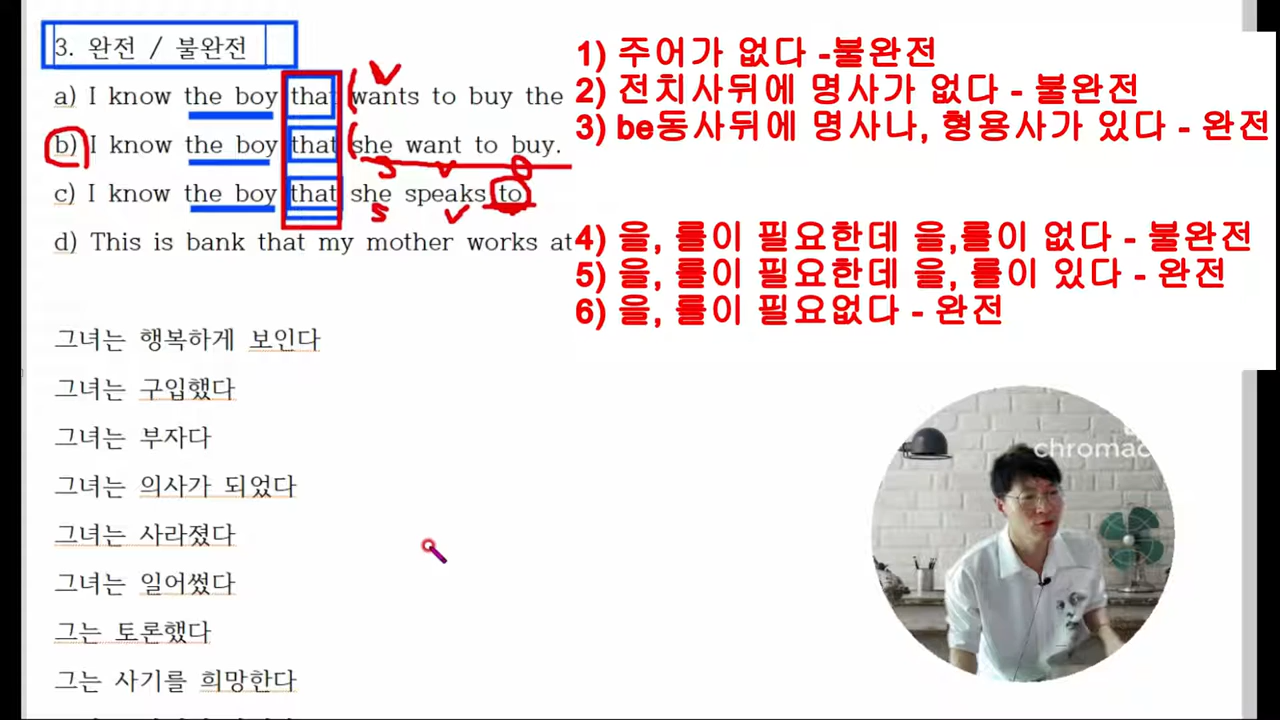 3. 완전 / 불완전
a) I know the boy that wants to buy the
b) I know the boy that she want to buy.
c) I know the boy that she speaks to
d) This is bank that my mother works at
1) 주어가 없다 -불완전
2) 전치사뒤에 명사가 없다 - 불완전
3) be동사뒤에 명사나, 형용사가 있다 - 완전
4) 을, 를이 필요한데 을,를이 없다 - 불완전
5) 을, 를이 필요한데 을, 를이 있다 - 완전
6) 을, 를이 필요없다 - 완전
그녀는 행복하게 보인다
그녀는 구입했다
그녀는 부자다
그녀는 의사가 되었다
그녀는 사라졌다
그녀는 일어썼다
그는 토론했다
그는 사기를 희망한다
V
S V O
S V
chromac